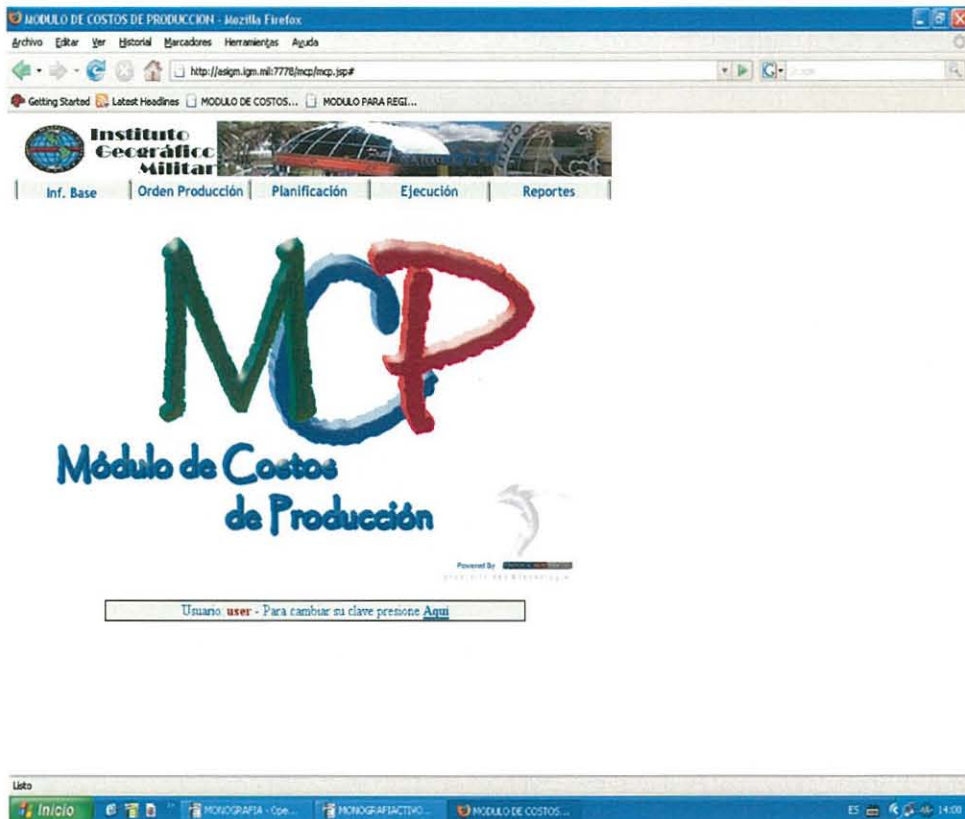 MODULO DE COSTOS DE PRODUCCION - Mozilla Firefox
Archivo Editar Ver Historial Marcadores Herramientas Ayuda
http://esigm.igm.mil:7778/mcp/mcp.jsp#
Getting Started Latest Headlines MODULO DE COSTOS... MODULO PARA REGI...
Instituto
Geográfico
Militar
Inf. Base Orden Producción Planificación Ejecución Reportes
MCP
Módulo de Costos
de Producción
Powered By
Usuario: user - Para cambiar su clave presione Aquí
Listo
Inicio MONOGRAFIA - Ope... MONOGRAFIACTIVO... MODULO DE COSTOS... ES 14:00